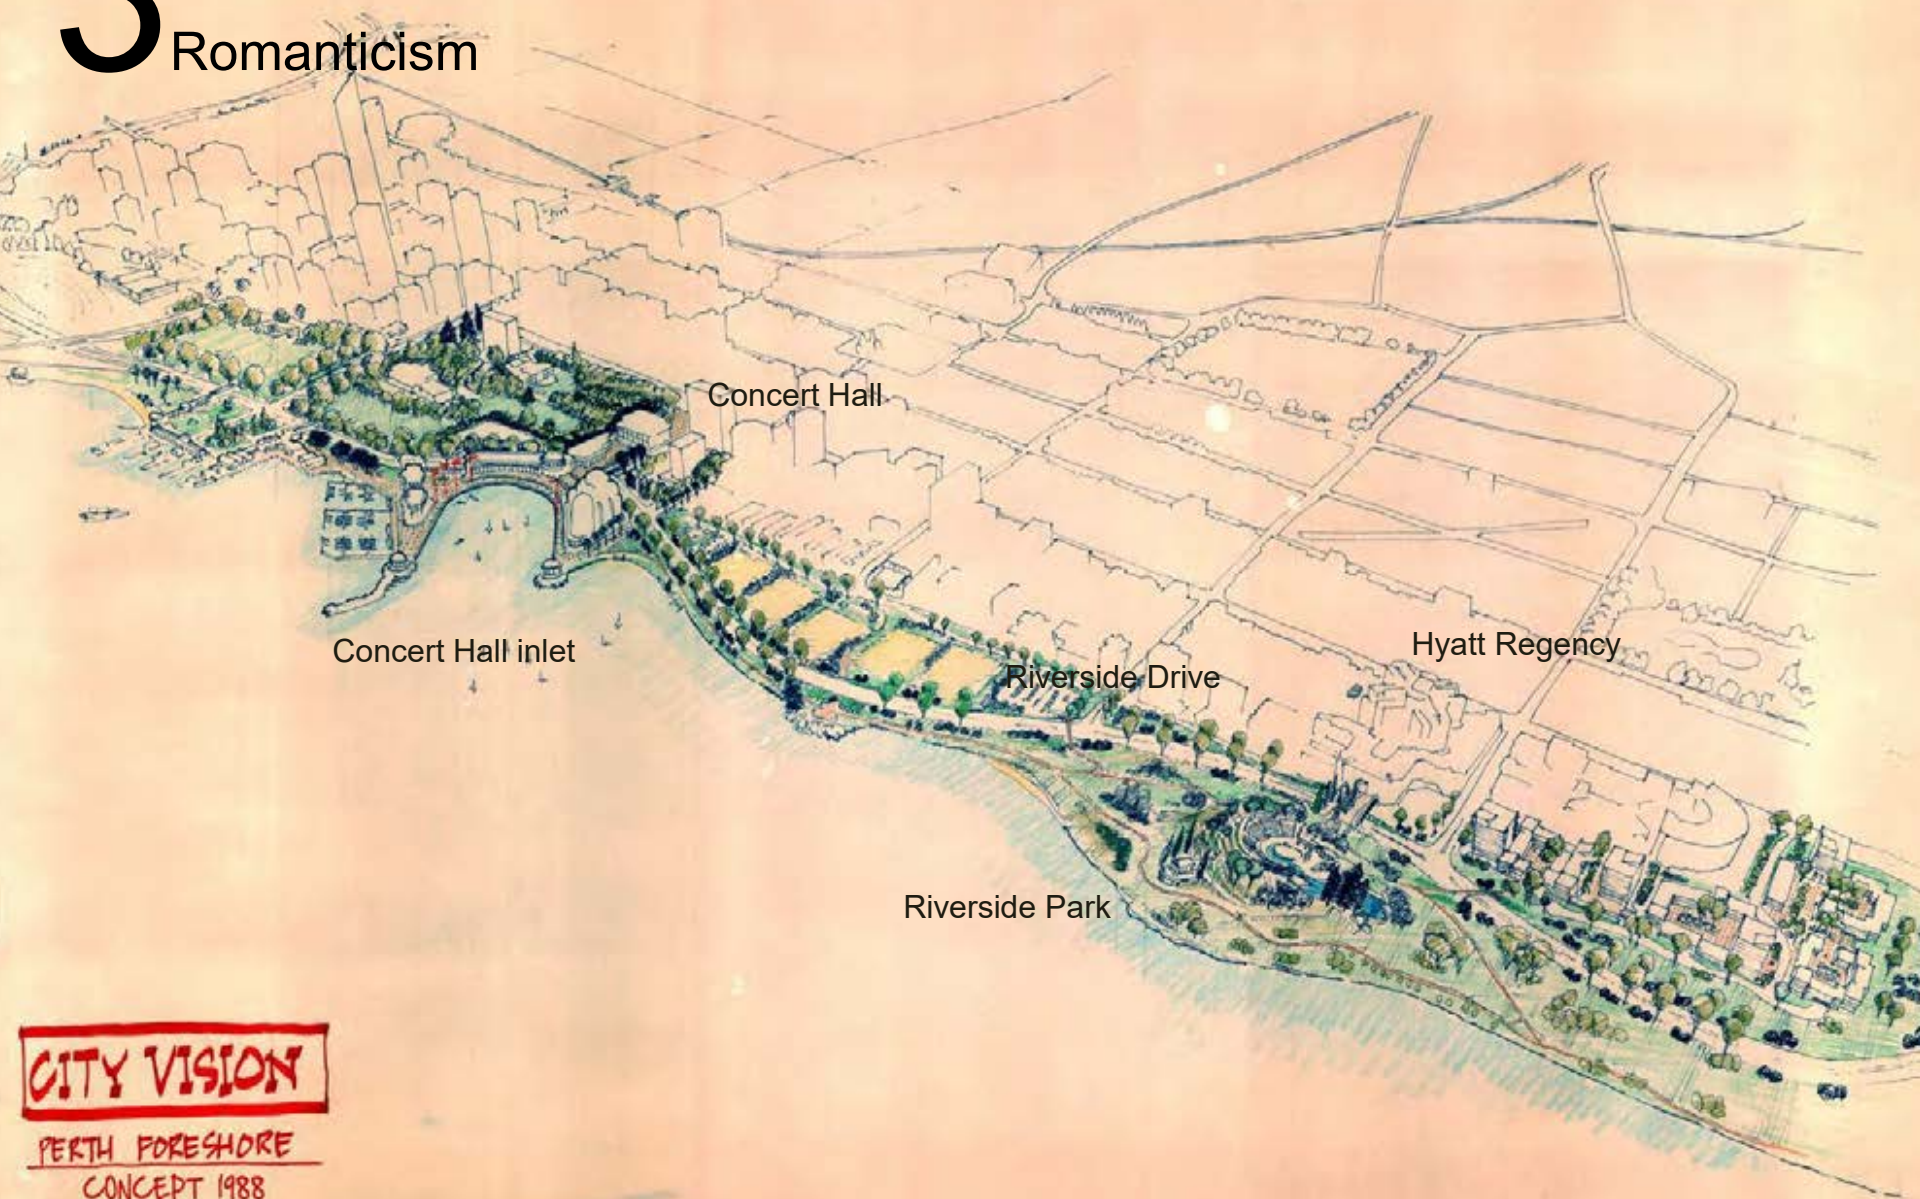 Romanticism
Concert Hall
Concert Hall inlet
Hyatt Regency
Riverside Drive
Riverside Park
CITY VISION
PERTH FORESHORE
CONCEPT 1988